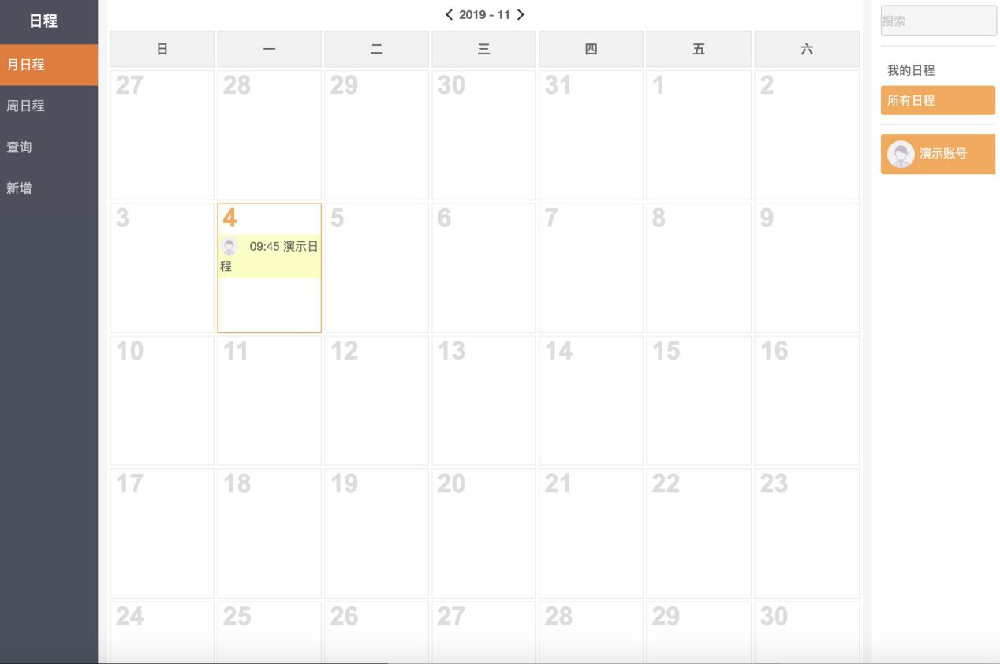 日程
月日程
周日程
查询
新增
2019 - 11
日 一 二 三 四 五 六
27 28 29 30 31 1 2
3 4 5 6 7 8 9
09:45 演示日
程
10 11 12 13 14 15 16
17 18 19 20 21 22 23
24 25 26 27 28 29 30
搜索
我的日程
所有日程
演示账号